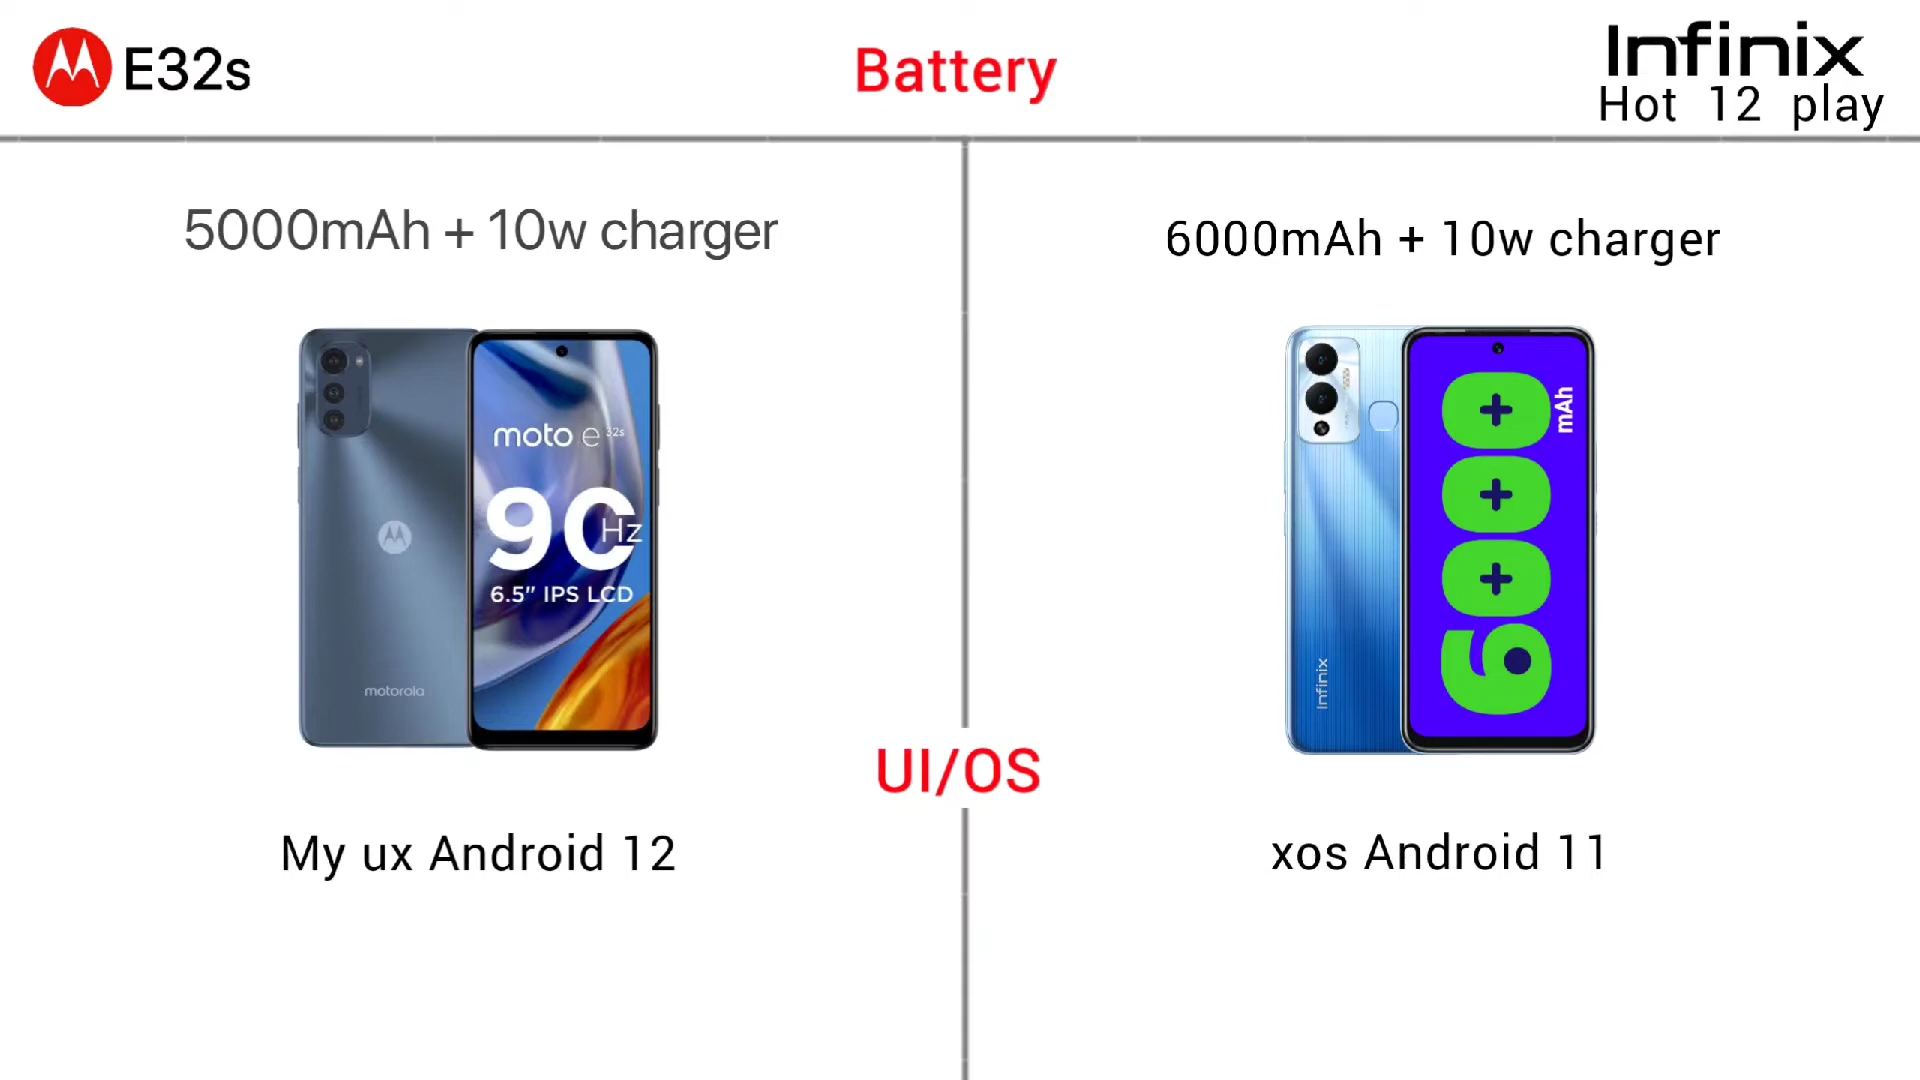 E32s
Battery
Infinix
Hot 12 play
5000mAh + 10w charger
6000mAh + 10w charger
moto e 32s
90Hz
6.5" IPS LCD
motorola
6000
mAh
Infinix
UI/OS
My ux Android 12
xos Android 11